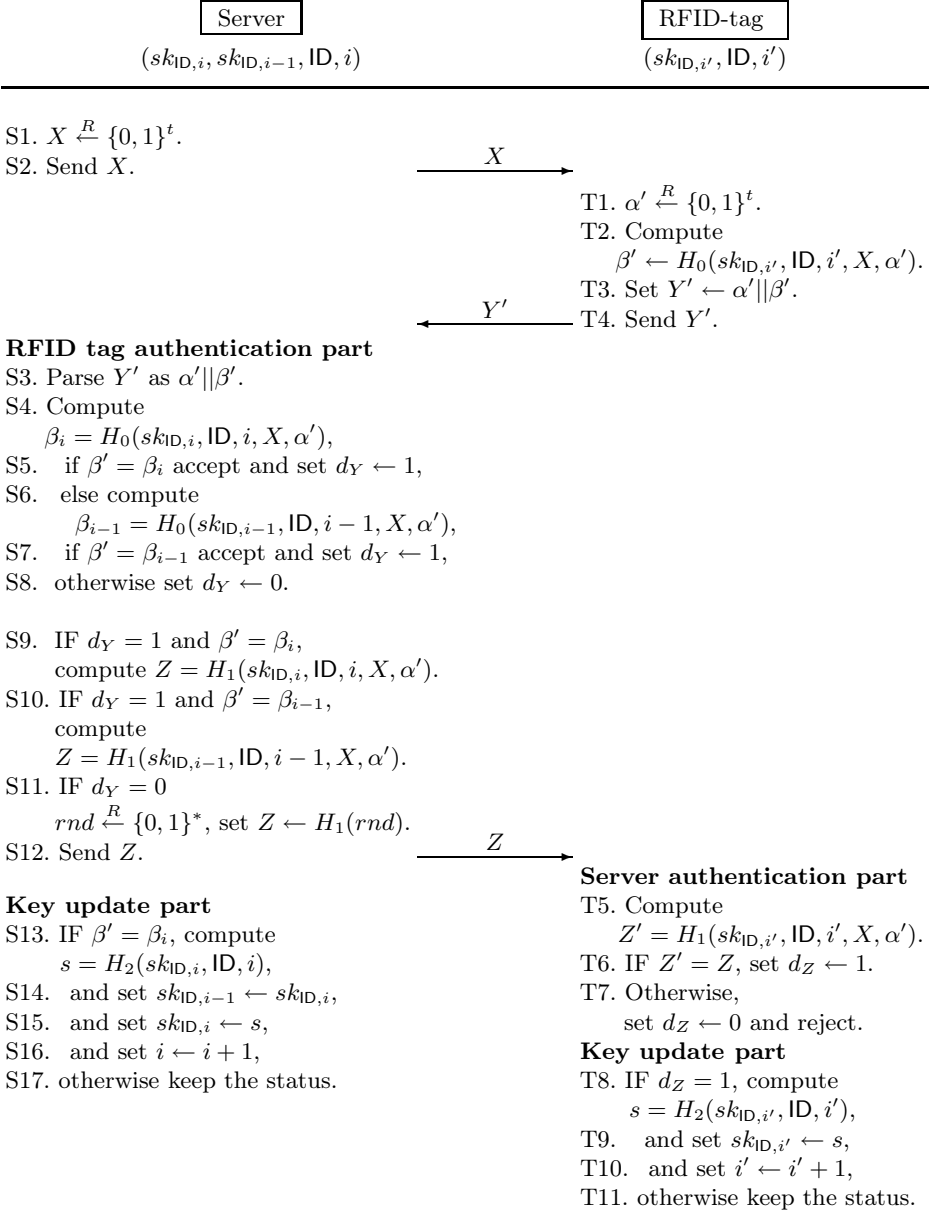 Server RFID-tag
(sk_{ID,i}, sk_{ID,i−1}, ID, i) (sk_{ID,i′}, ID, i′)
S1. X ←^R {0, 1}^t.
S2. Send X.
X
T1. α′ ←^R {0, 1}^t.
T2. Compute
β′ ← H_0(sk_{ID,i′}, ID, i′, X, α′).
T3. Set Y′ ← α′||β′.
Y′
T4. Send Y′.
RFID tag authentication part
S3. Parse Y′ as α′||β′.
S4. Compute
β_i = H_0(sk_{ID,i}, ID, i, X, α′),
S5. if β′ = β_i accept and set d_Y ← 1,
S6. else compute
β_{i−1} = H_0(sk_{ID,i−1}, ID, i − 1, X, α′),
S7. if β′ = β_{i−1} accept and set d_Y ← 1,
S8. otherwise set d_Y ← 0.
S9. IF d_Y = 1 and β′ = β_i,
compute Z = H_1(sk_{ID,i}, ID, i, X, α′).
S10. IF d_Y = 1 and β′ = β_{i−1},
compute
Z = H_1(sk_{ID,i−1}, ID, i − 1, X, α′).
S11. IF d_Y = 0
rnd ←^R {0, 1}^*, set Z ← H_1(rnd).
S12. Send Z.
Z
Server authentication part
T5. Compute
Z′ = H_1(sk_{ID,i′}, ID, i′, X, α′).
T6. IF Z′ = Z, set d_Z ← 1.
T7. Otherwise,
set d_Z ← 0 and reject.
Key update part
S13. IF β′ = β_i, compute
s = H_2(sk_{ID,i}, ID, i),
S14. and set sk_{ID,i−1} ← sk_{ID,i},
S15. and set sk_{ID,i} ← s,
S16. and set i ← i + 1,
S17. otherwise keep the status.
Key update part
T8. IF d_Z = 1, compute
s = H_2(sk_{ID,i′}, ID, i′),
T9. and set sk_{ID,i′} ← s,
T10. and set i′ ← i′ + 1,
T11. otherwise keep the status.